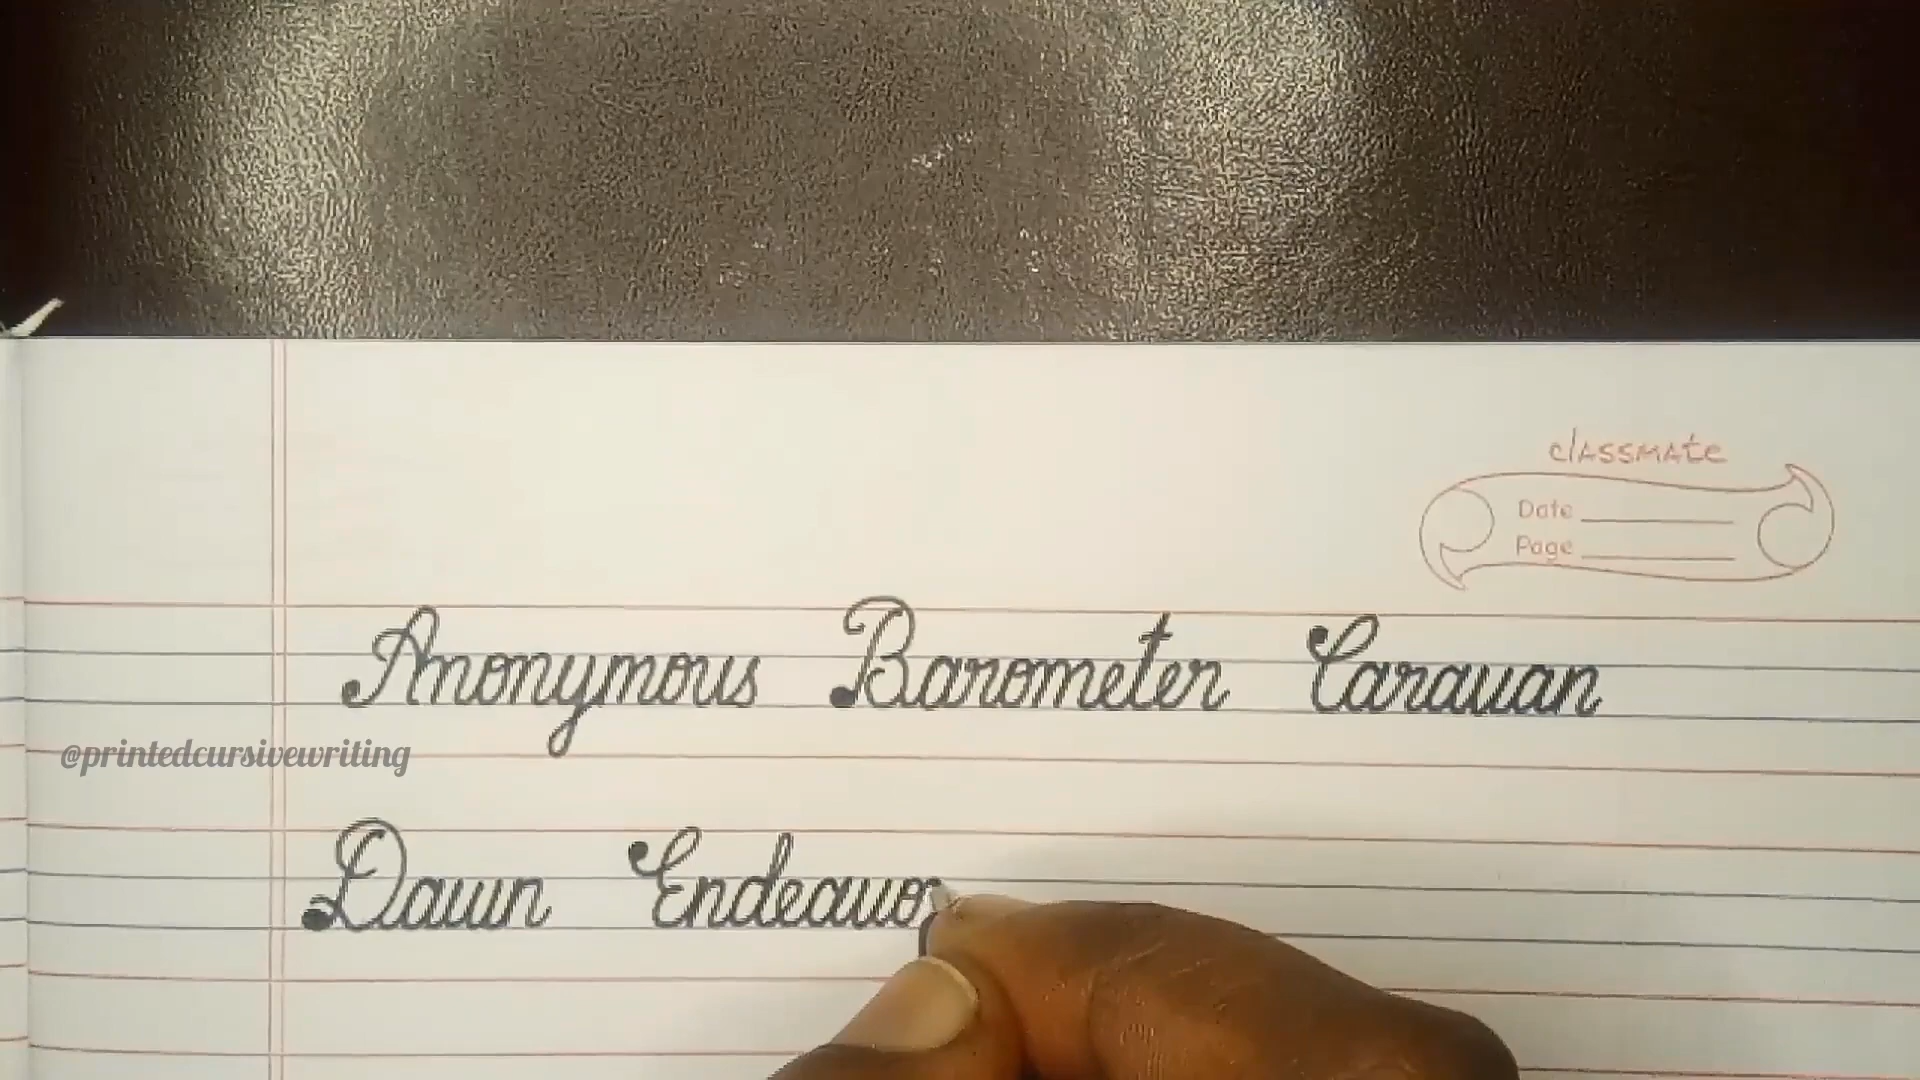 classmate
Date
Page
Anonymous Barometer Caravan
@printedcursivewriting
Dawn Endeavo